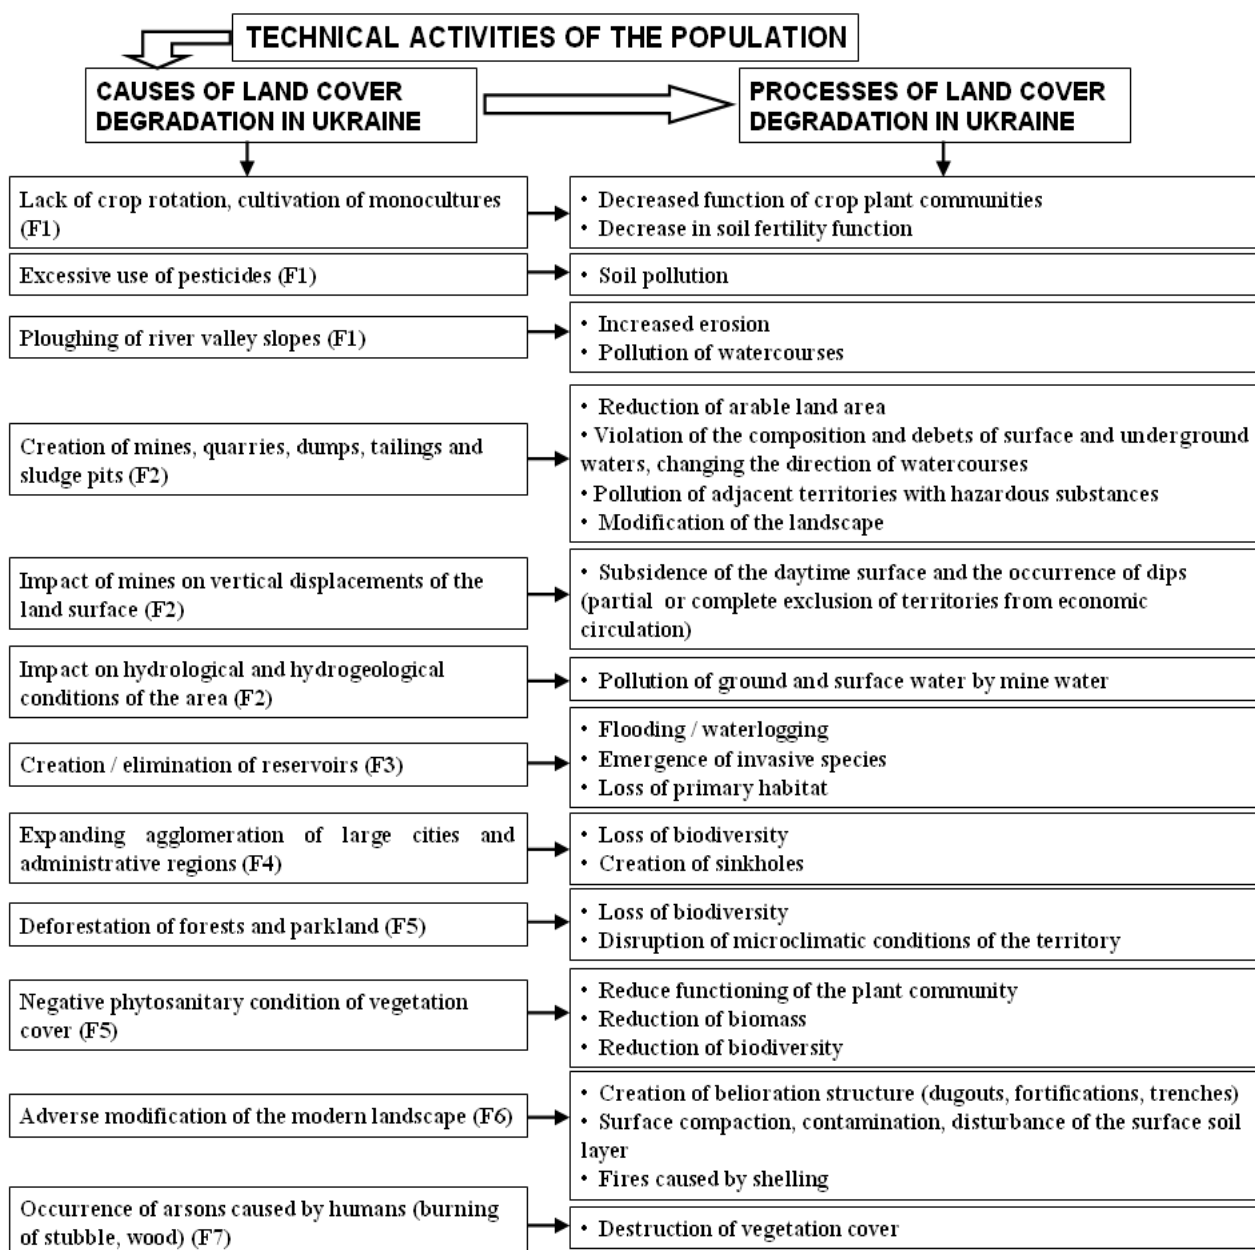 TECHNICAL ACTIVITIES OF THE POPULATION
CAUSES OF LAND COVER
DEGRADATION IN UKRAINE
PROCESSES OF LAND COVER
DEGRADATION IN UKRAINE
Lack of crop rotation, cultivation of monocultures
(F1)
• Decreased function of crop plant communities
• Decrease in soil fertility function
Excessive use of pesticides (F1)
• Soil pollution
Ploughing of river valley slopes (F1)
• Increased erosion
• Pollution of watercourses
Creation of mines, quarries, dumps, tailings and
sludge pits (F2)
• Reduction of arable land area
• Violation of the composition and debets of surface and underground
waters, changing the direction of watercourses
• Pollution of adjacent territories with hazardous substances
• Modification of the landscape
Impact of mines on vertical displacements of the
land surface (F2)
• Subsidence of the daytime surface and the occurrence of dips
(partial or complete exclusion of territories from economic
circulation)
Impact on hydrological and hydrogeological
conditions of the area (F2)
• Pollution of ground and surface water by mine water
Creation / elimination of reservoirs (F3)
• Flooding / waterlogging
• Emergence of invasive species
• Loss of primary habitat
Expanding agglomeration of large cities and
administrative regions (F4)
• Loss of biodiversity
• Creation of sinkholes
Deforestation of forests and parkland (F5)
• Loss of biodiversity
• Disruption of microclimatic conditions of the territory
Negative phytosanitary condition of vegetation
cover (F5)
• Reduce functioning of the plant community
• Reduction of biomass
• Reduction of biodiversity
Adverse modification of the modern landscape (F6)
• Creation of belioration structure (dugouts, fortifications, trenches)
• Surface compaction, contamination, disturbance of the surface soil
layer
• Fires caused by shelling
Occurrence of arsons caused by humans (burning
of stubble, wood) (F7)
• Destruction of vegetation cover